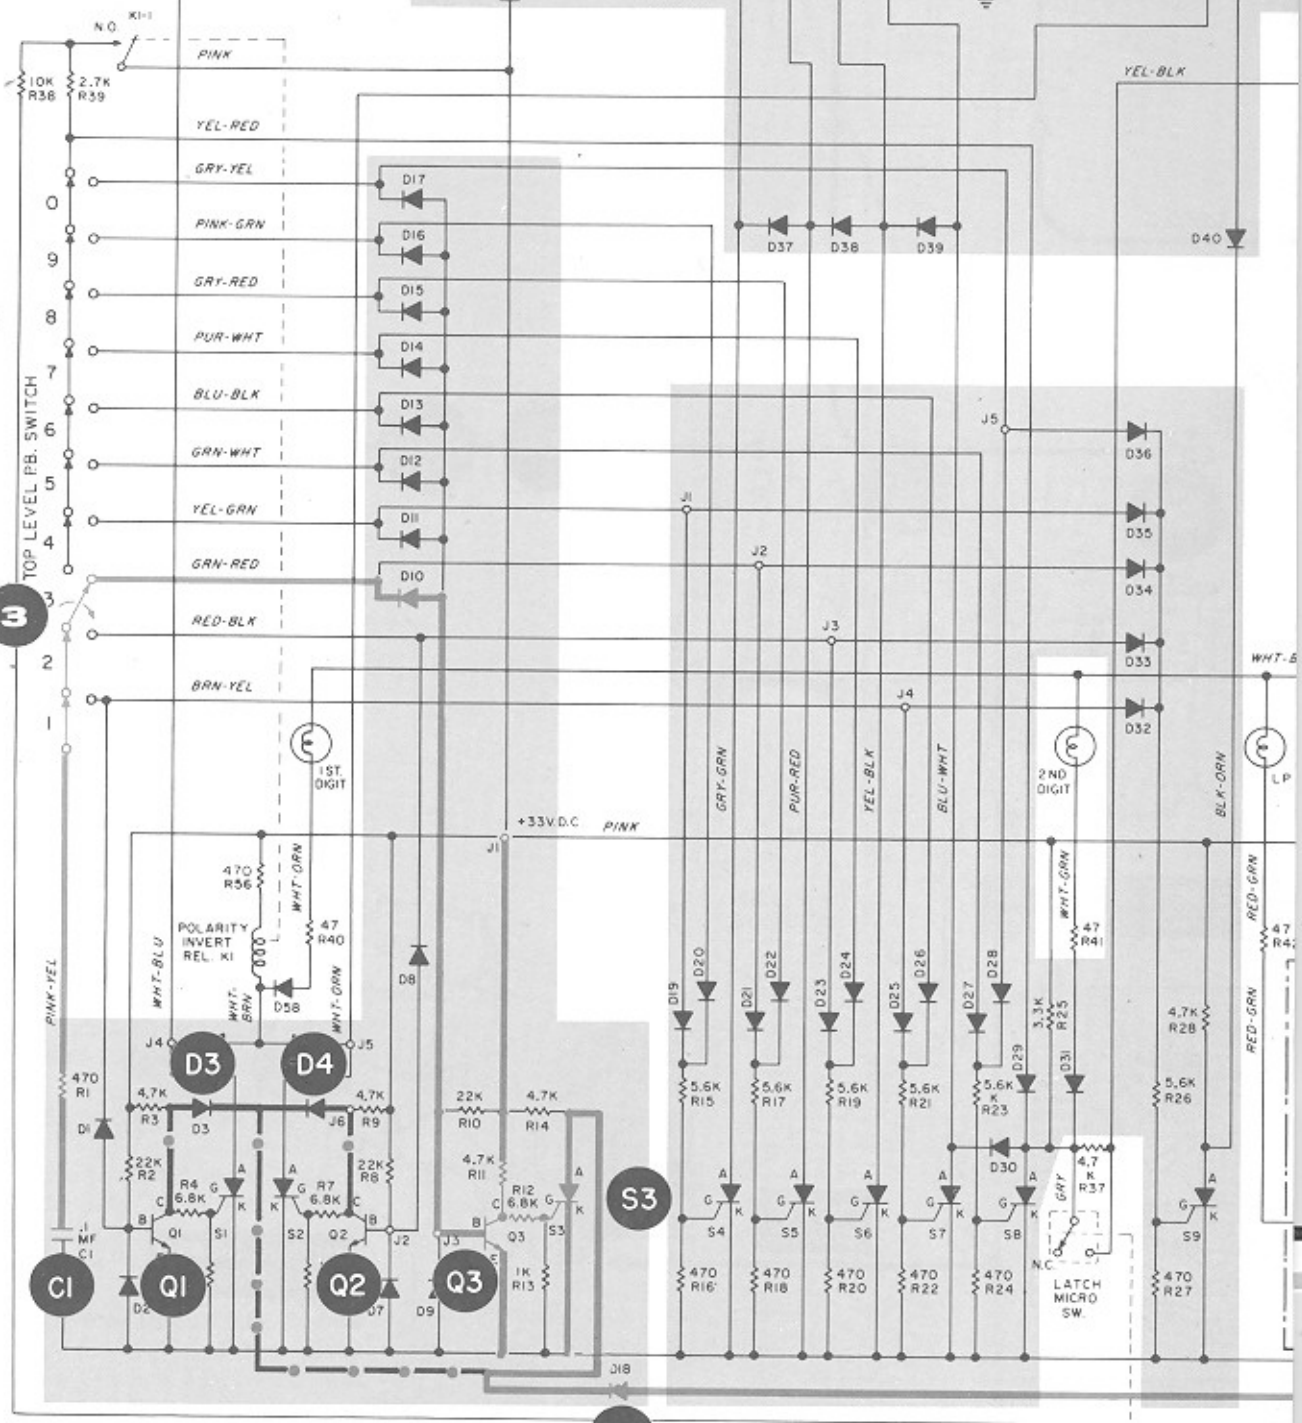 K1-1
N.O.
PINK
10K
R38
2.7K
R39
YEL-BLK
YEL-RED
GRY-YEL
D17
0
PINK-GRN
D16
D37
D38
D39
D40
9
GRY-RED
D15
8
PUR-WHT
D14
7
BLU-BLK
D13
6
J5
D36
GRN-WHT
D12
5
YEL-GRN
D11
J1
D35
4
TOP LEVEL P.B. SWITCH
GRN-RED
D10
J2
D34
3
3
RED-BLK
J3
D33
2
WHT-B
BRN-YEL
J4
D32
1
1ST.
DIGIT
2ND
DIGIT
LP
GRY-GRN
PUR-RED
YEL-BLK
BLU-WHT
BLK-ORN
+33V.D.C
PINK
J1
470
R56
WHT-ORN
WHT-GRN
RED-GRN
POLARITY
INVERT
REL. K1
47
R40
47
R41
47
R42
PINK-YEL
WHT-BLU
WHT-BRN
D58
WHT-ORN
D8
D19
D20
D21
D22
D23
D24
D25
D26
D27
D28
3.3K
R25
4.7K
R28
RED-GRN
J4
D3
D4
J5
D29
D31
470
R1
4.7K
R3
D3
J6
4.7K
R9
22K
R10
4.7K
R14
5.6K
R15
5.6K
R17
5.6K
R19
5.6K
R21
5.6
K
R23
5.6K
R26
D1
22K
R2
R4
6.8K
A
G
K
A
G
K
R7
6.8K
22K
R8
4.7K
R11
R12
6.8K
A
G
K
S3
D30
4.7
K
R37
GRY
C
B
Q1
S1
S2
Q2
C
B
J2
J3
B
C
Q3
E
S3
A
G
K
S4
A
G
K
S5
A
G
K
S6
A
G
K
S7
A
G
K
S8
A
G
K
S9
.1
MF
C1
C1
D2
Q1
Q2
D7
D9
Q3
1K
R13
470
R16
470
R18
470
R20
470
R22
470
R24
N.C.
LATCH
MICRO
SW.
470
R27
D18